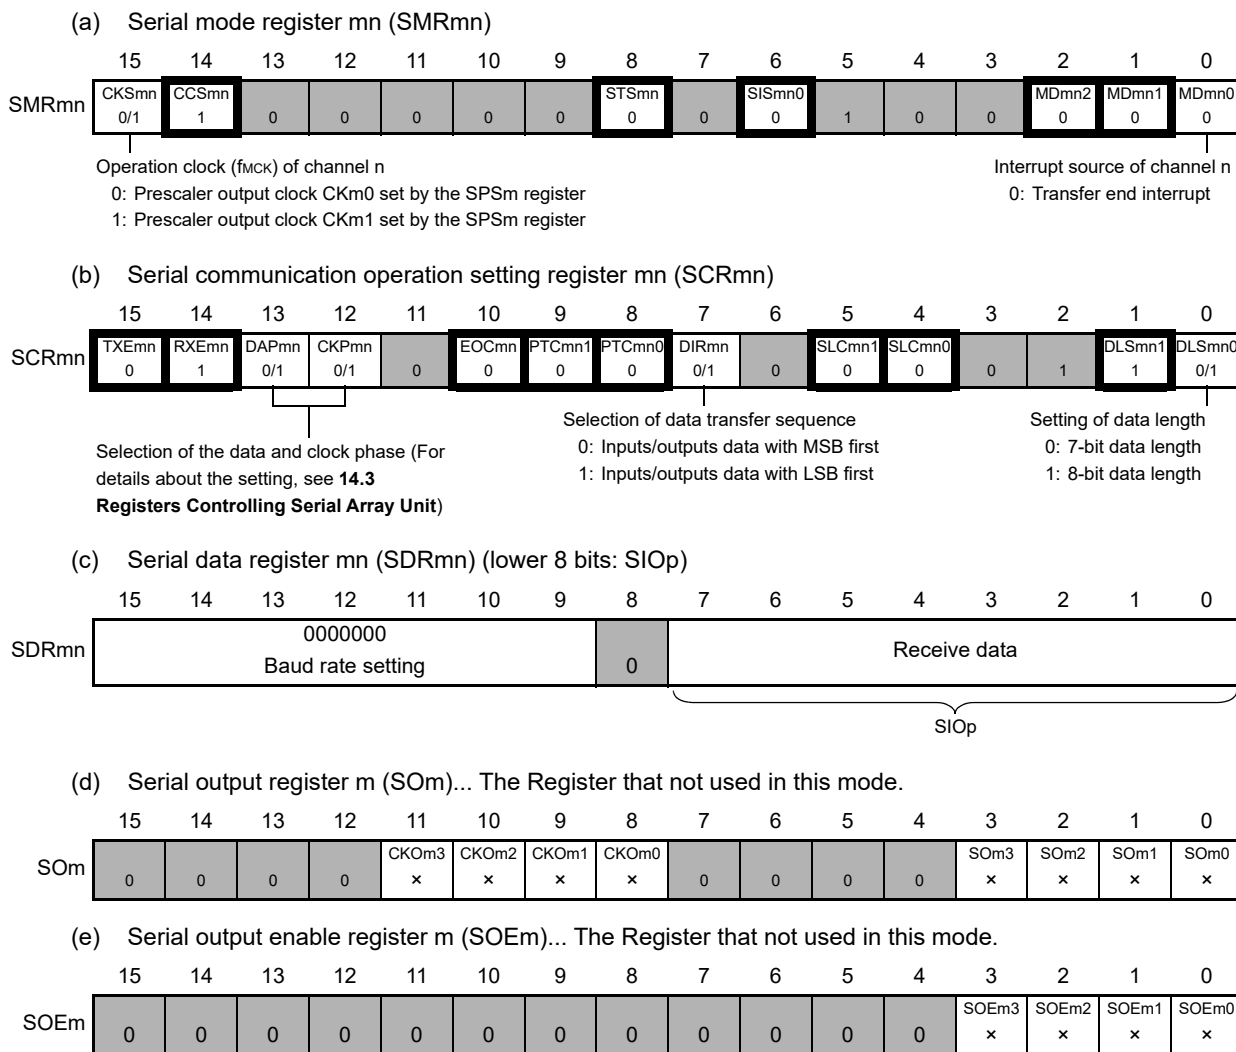 (a) Serial mode register mn (SMRmn)
15 14 13 12 11 10 9 8 7 6 5 4 3 2 1 0
SMRmn CKSmn CCSmn STSmn SISmn0 MDmn2 MDmn1 MDmn0
0/1 1 0 0 0 0 0 0 0 0 1 0 0 0 0 0
Operation clock (fMCK) of channel n
0: Prescaler output clock CKm0 set by the SPSm register
1: Prescaler output clock CKm1 set by the SPSm register
Interrupt source of channel n
0: Transfer end interrupt
(b) Serial communication operation setting register mn (SCRmn)
15 14 13 12 11 10 9 8 7 6 5 4 3 2 1 0
SCRmn TXEmn RXEmn DAPmn CKPmn EOCmn PTCmn1 PTCmn0 DIRmn SLCmn1 SLCmn0 DLSmn1 DLSmn0
0 1 0/1 0/1 0 0 0 0 0/1 0 0 0 0 1 1 0/1
Selection of the data and clock phase (For
details about the setting, see 14.3
Registers Controlling Serial Array Unit)
Selection of data transfer sequence
0: Inputs/outputs data with MSB first
1: Inputs/outputs data with LSB first
Setting of data length
0: 7-bit data length
1: 8-bit data length
(c) Serial data register mn (SDRmn) (lower 8 bits: SIOp)
15 14 13 12 11 10 9 8 7 6 5 4 3 2 1 0
SDRmn 0000000
Baud rate setting 0 Receive data
SIOp
(d) Serial output register m (SOm)... The Register that not used in this mode.
15 14 13 12 11 10 9 8 7 6 5 4 3 2 1 0
SOm CKOm3 CKOm2 CKOm1 CKOm0 SOm3 SOm2 SOm1 SOm0
0 0 0 0 × × × × 0 0 0 0 × × × ×
(e) Serial output enable register m (SOEm)... The Register that not used in this mode.
15 14 13 12 11 10 9 8 7 6 5 4 3 2 1 0
SOEm SOEm3 SOEm2 SOEm1 SOEm0
0 0 0 0 0 0 0 0 0 0 0 0 × × × ×